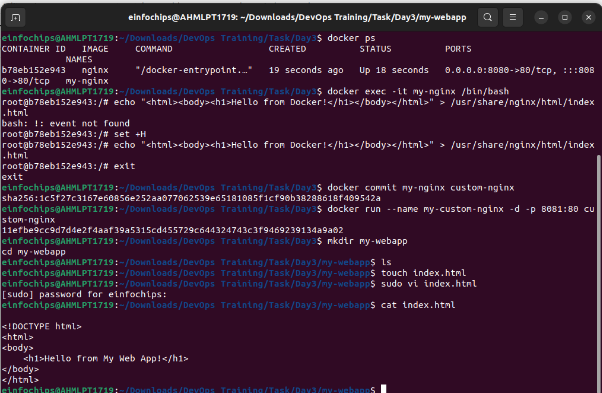 einfochips@AHMLPT1719: ~/Downloads/DevOps Training/Task/Day3/my-webapp
einfochips@AHMLPT1719:~/Downloads/DevOps Training/Task/Day3$ docker ps
CONTAINER ID   IMAGE     COMMAND                  CREATED          STATUS          PORTS
             NAMES
b78eb152e943   nginx     "/docker-entrypoint.…"   19 seconds ago   Up 18 seconds   0.0.0.0:8080->80/tcp, :::808
0->80/tcp   my-nginx
einfochips@AHMLPT1719:~/Downloads/DevOps Training/Task/Day3$ docker exec -it my-nginx /bin/bash
root@b78eb152e943:/# echo "<html><body><h1>Hello from Docker!</h1></body></html>" > /usr/share/nginx/html/index
.html
bash: !: event not found
root@b78eb152e943:/# set +H
root@b78eb152e943:/# echo "<html><body><h1>Hello from Docker!</h1></body></html>" > /usr/share/nginx/html/index
.html
root@b78eb152e943:/# exit
exit
einfochips@AHMLPT1719:~/Downloads/DevOps Training/Task/Day3$ docker commit my-nginx custom-nginx
sha256:1c5f27c3167e60856e252aa077062539e65181085f1cf90b38288618f409542a
einfochips@AHMLPT1719:~/Downloads/DevOps Training/Task/Day3$ docker run --name my-custom-nginx -d -p 8081:80 cu
stom-nginx
11efbe9cc9d7d4e2f4aaf39a5315cd455729c644324743c3f9469239134a9a02
einfochips@AHMLPT1719:~/Downloads/DevOps Training/Task/Day3$ mkdir my-webapp
cd my-webapp
einfochips@AHMLPT1719:~/Downloads/DevOps Training/Task/Day3/my-webapp$ ls
einfochips@AHMLPT1719:~/Downloads/DevOps Training/Task/Day3/my-webapp$ touch index.html
einfochips@AHMLPT1719:~/Downloads/DevOps Training/Task/Day3/my-webapp$ sudo vi index.html
[sudo] password for einfochips:
einfochips@AHMLPT1719:~/Downloads/DevOps Training/Task/Day3/my-webapp$ cat index.html
<!DOCTYPE html>
<html>
<body>
    <h1>Hello from My Web App!</h1>
</body>
</html>
einfochips@AHMLPT1719:~/Downloads/DevOps Training/Task/Day3/my-webapp$